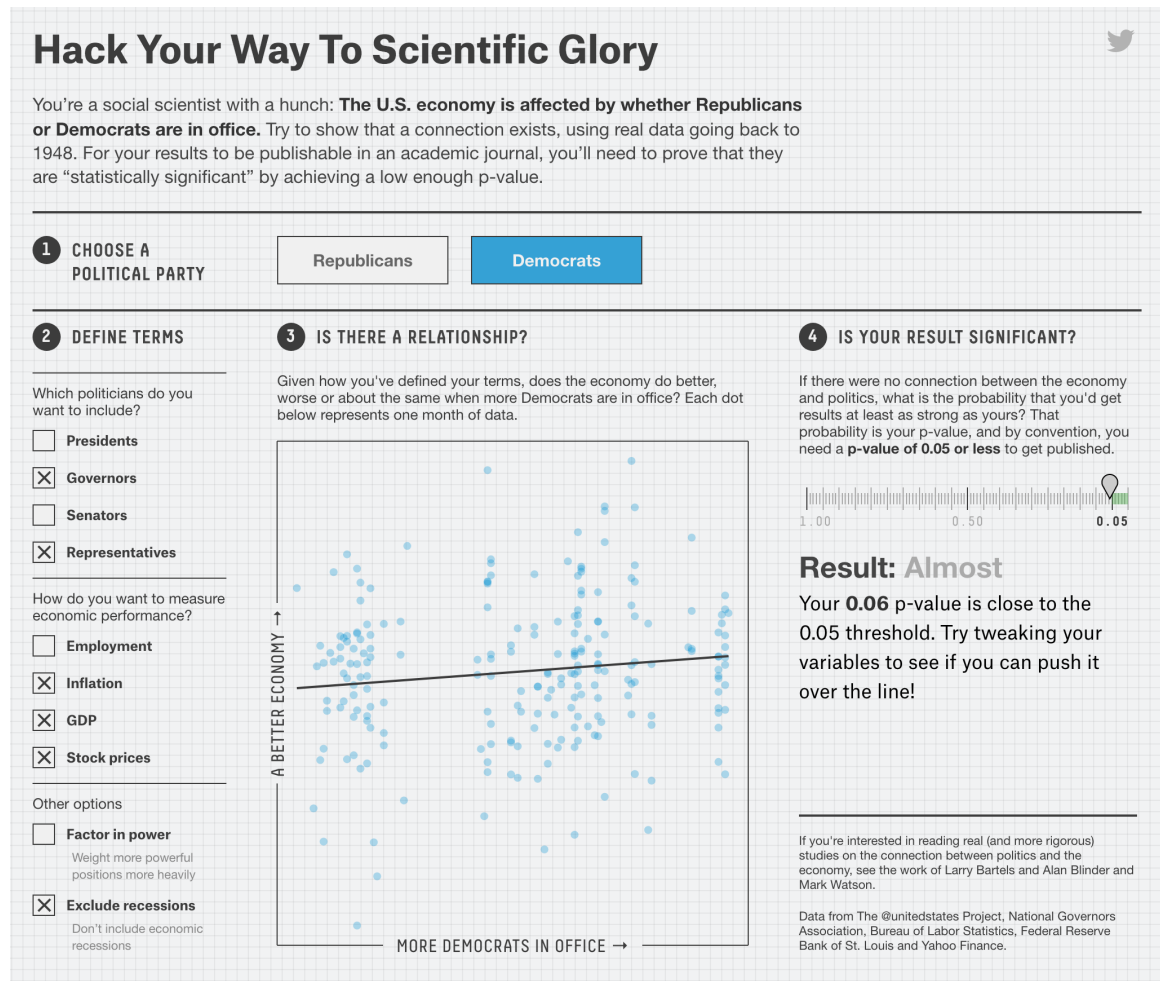 Hack Your Way To Scientific Glory
You're a social scientist with a hunch: The U.S. economy is affected by whether Republicans
or Democrats are in office. Try to show that a connection exists, using real data going back to
1948. For your results to be publishable in an academic journal, you'll need to prove that they
are “statistically significant” by achieving a low enough p-value.
1 CHOOSE A
POLITICAL PARTY
Republicans
Democrats
2 DEFINE TERMS
Which politicians do you
want to include?
Presidents
Governors
Senators
Representatives
How do you want to measure
economic performance?
Employment
Inflation
GDP
Stock prices
Other options
Factor in power
Weight more powerful
positions more heavily
Exclude recessions
Don't include economic
recessions
3 IS THERE A RELATIONSHIP?
Given how you've defined your terms, does the economy do better,
worse or about the same when more Democrats are in office? Each dot
below represents one month of data.
A BETTER ECONOMY →
MORE DEMOCRATS IN OFFICE →
4 IS YOUR RESULT SIGNIFICANT?
If there were no connection between the economy
and politics, what is the probability that you'd get
results at least as strong as yours? That
probability is your p-value, and by convention, you
need a p-value of 0.05 or less to get published.
1.00 0.50 0.05
Result: Almost
Your 0.06 p-value is close to the
0.05 threshold. Try tweaking your
variables to see if you can push it
over the line!
If you're interested in reading real (and more rigorous)
studies on the connection between politics and the
economy, see the work of Larry Bartels and Alan Blinder and
Mark Watson.
Data from The @unitedstates Project, National Governors
Association, Bureau of Labor Statistics, Federal Reserve
Bank of St. Louis and Yahoo Finance.